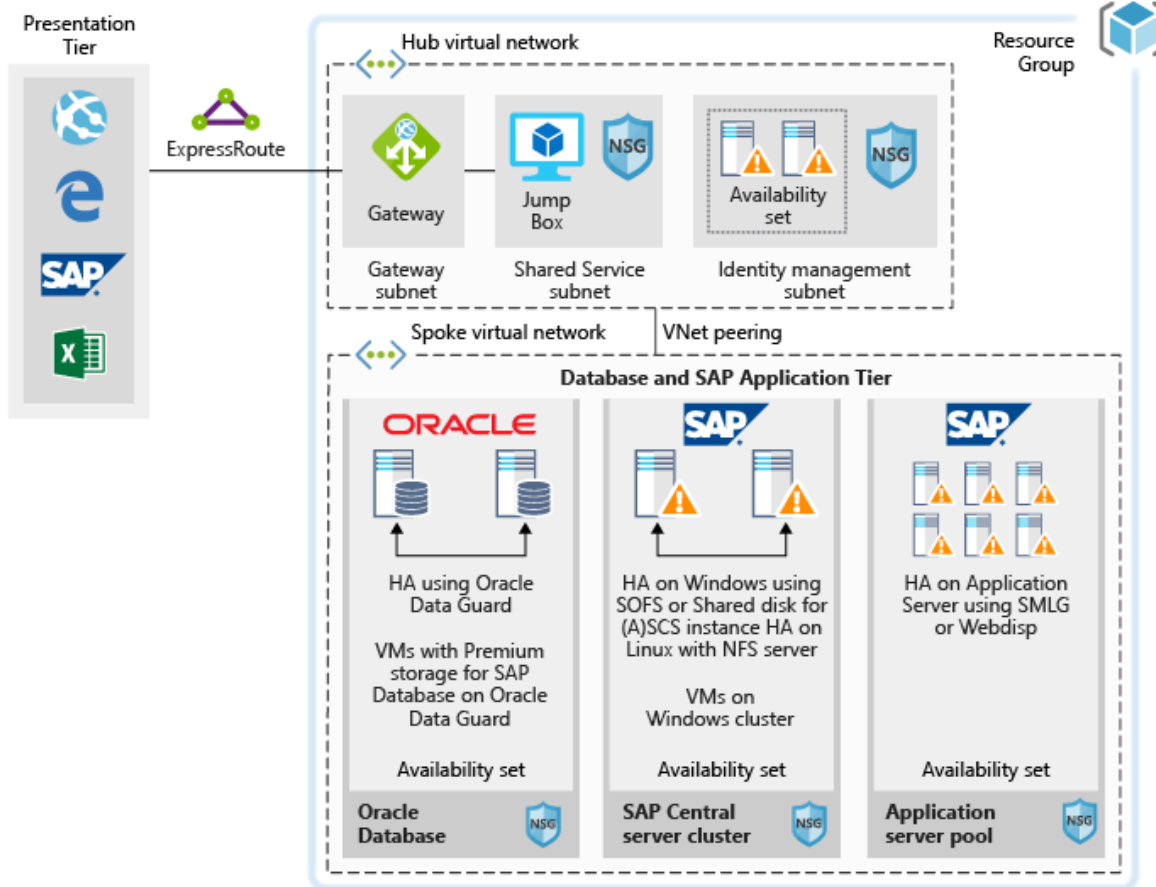 Presentation
Tier
ExpressRoute
SAP
X
Resource
Group
Hub virtual network
Gateway
Gateway
subnet
Jump
Box
NSG
Shared Service
subnet
Availability
set
NSG
Identity management
subnet
Spoke virtual network
VNet peering
Database and SAP Application Tier
ORACLE
HA using Oracle
Data Guard
VMs with Premium
storage for SAP
Database on Oracle
Data Guard
Availability set
Oracle
Database
NSG
SAP
HA on Windows using
SOFS or Shared disk for
(A)SCS instance HA on
Linux with NFS server
VMs on
Windows cluster
Availability set
SAP Central
server cluster
NSG
SAP
HA on Application
Server using SMLG
or Webdisp
Availability set
Application
server pool
NSG